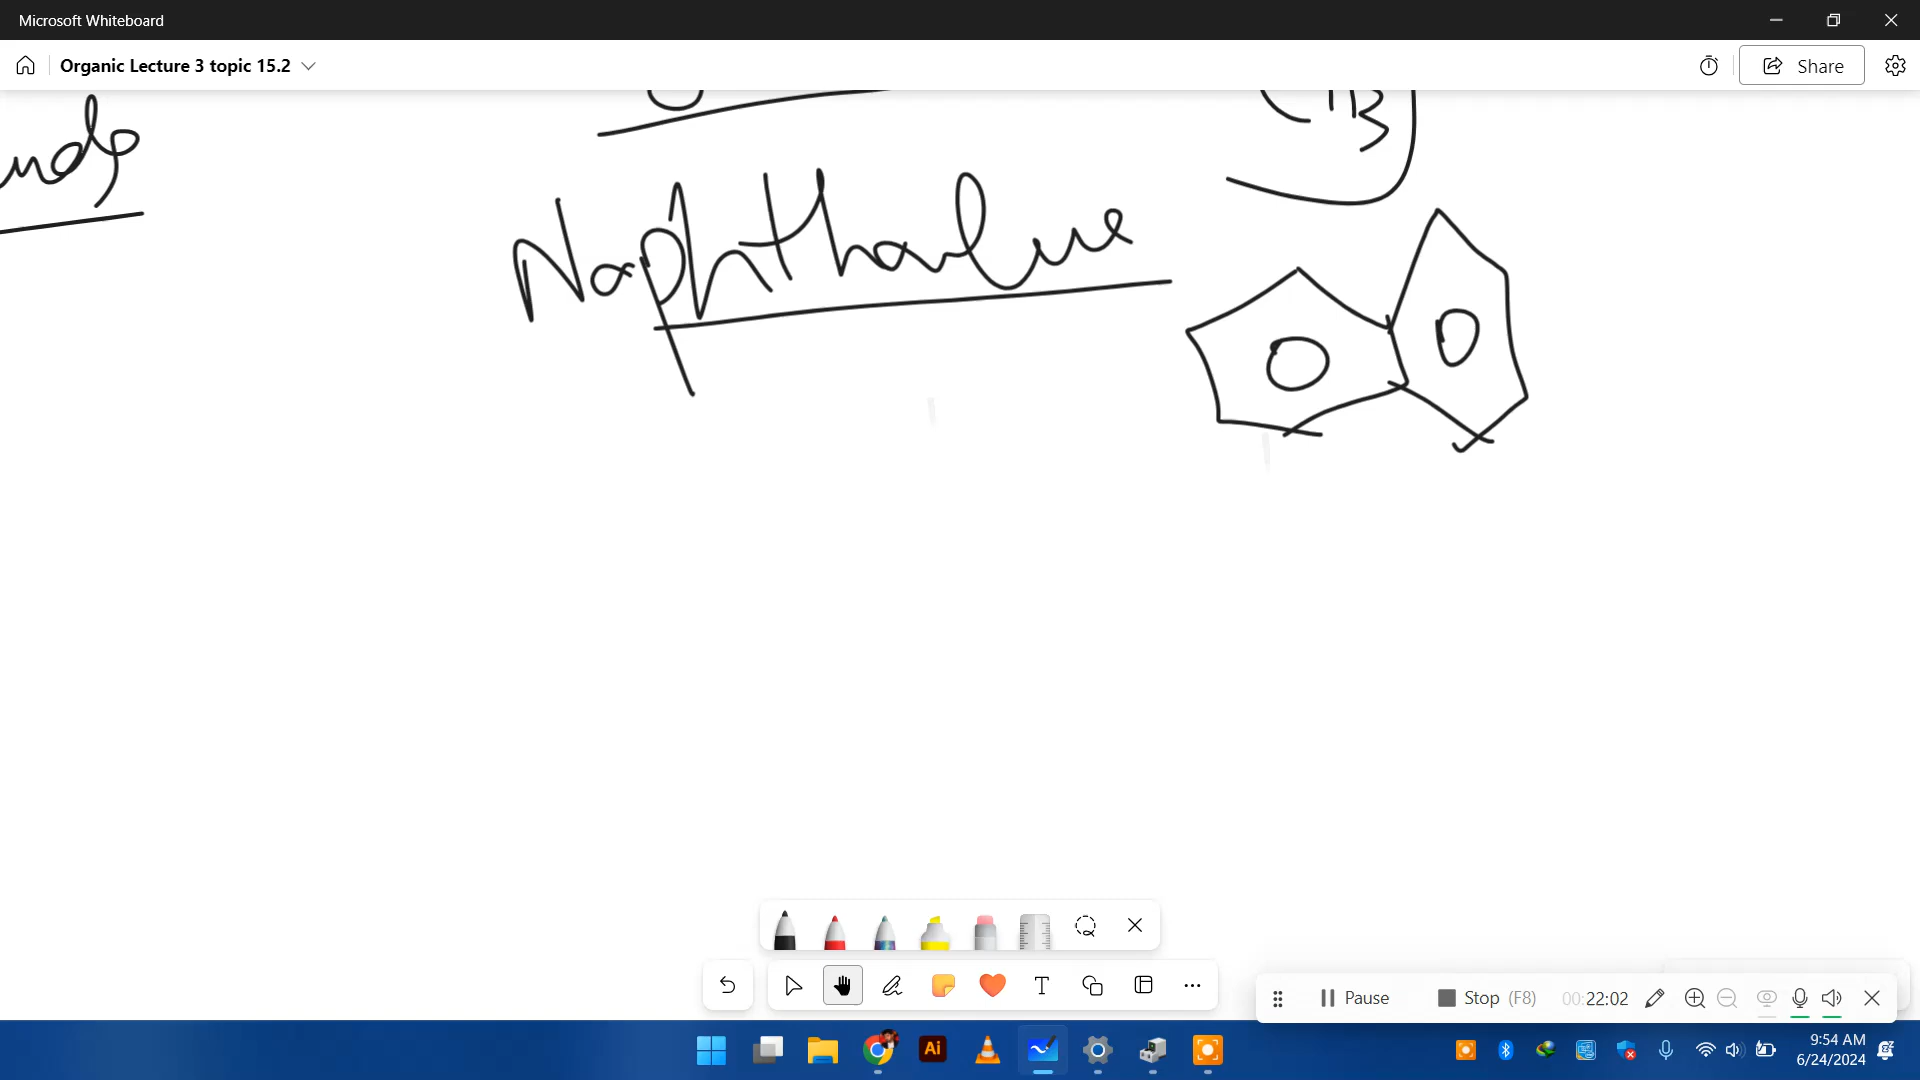 Microsoft Whiteboard
Organic Lecture 3 topic 15.2
Share
Naphthalene
Pause
Stop (F8)
00:22:02
Ai
9:54 AM
6/24/2024